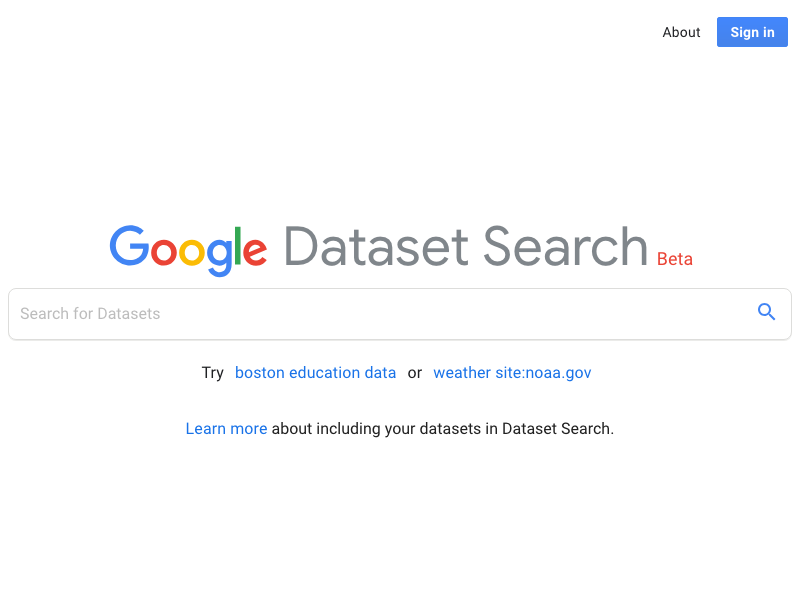 About Sign in
Google Dataset Search Beta
Search for Datasets
Try boston education data or weather site:noaa.gov
Learn more about including your datasets in Dataset Search.